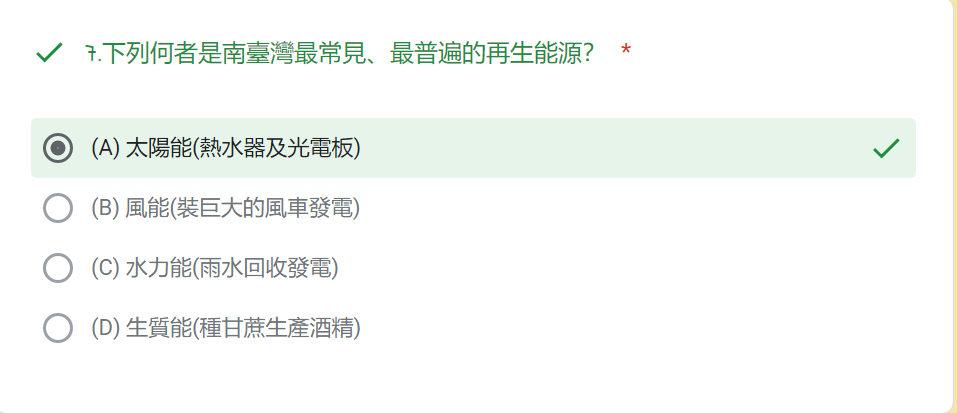 7.下列何者是南臺灣最常見、最普遍的再生能源? *
(A) 太陽能(熱水器及光電板)
(B) 風能(裝巨大的風車發電)
(C) 水力能(雨水回收發電)
(D) 生質能(種甘蔗生產酒精)